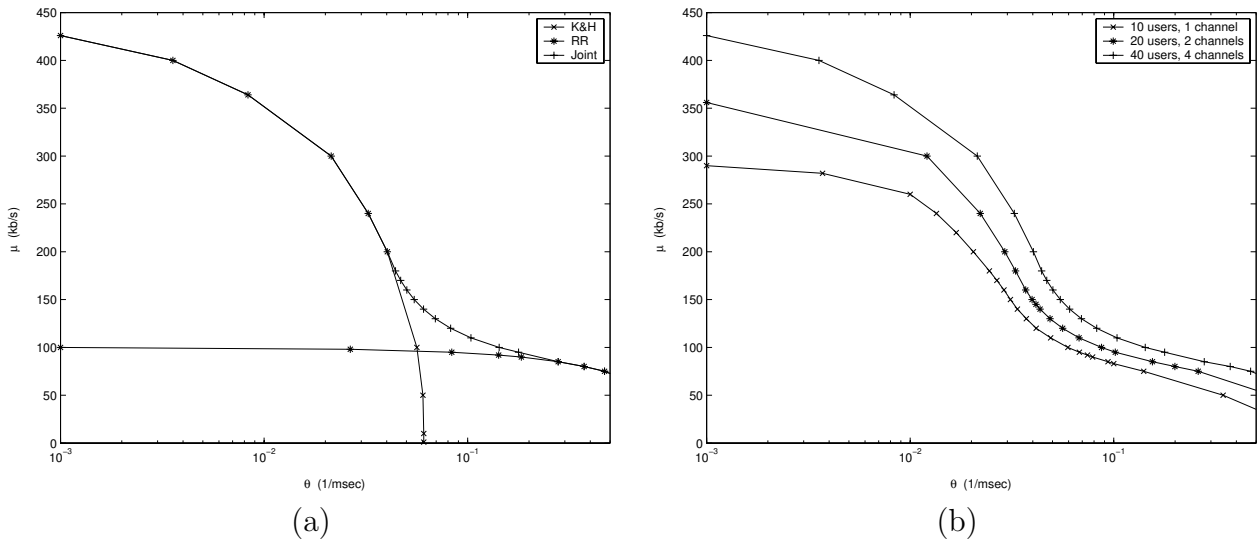 450
400
350
300
250
200
150
100
50
0
μ (kb/s)
10⁻³
10⁻²
10⁻¹
θ (1/msec)
K&H
RR
Joint
(a)
450
400
350
300
250
200
150
100
50
0
μ (kb/s)
10⁻³
10⁻²
10⁻¹
θ (1/msec)
10 users, 1 channel
20 users, 2 channels
40 users, 4 channels
(b)